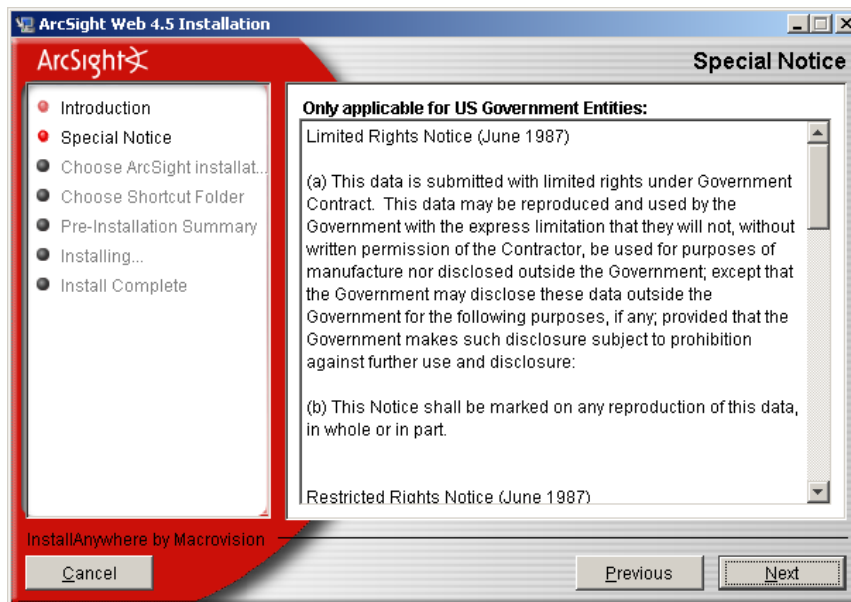 ArcSight Web 4.5 Installation
ArcSight
Special Notice
Introduction
Special Notice
Choose ArcSight installat...
Choose Shortcut Folder
Pre-Installation Summary
Installing...
Install Complete
Only applicable for US Government Entities:
Limited Rights Notice (June 1987)
(a) This data is submitted with limited rights under Government
Contract. This data may be reproduced and used by the
Government with the express limitation that they will not, without
written permission of the Contractor, be used for purposes of
manufacture nor disclosed outside the Government; except that
the Government may disclose these data outside the
Government for the following purposes, if any; provided that the
Government makes such disclosure subject to prohibition
against further use and disclosure:
(b) This Notice shall be marked on any reproduction of this data,
in whole or in part.
Restricted Rights Notice (June 1987)
InstallAnywhere by Macrovision
Cancel
Previous
Next